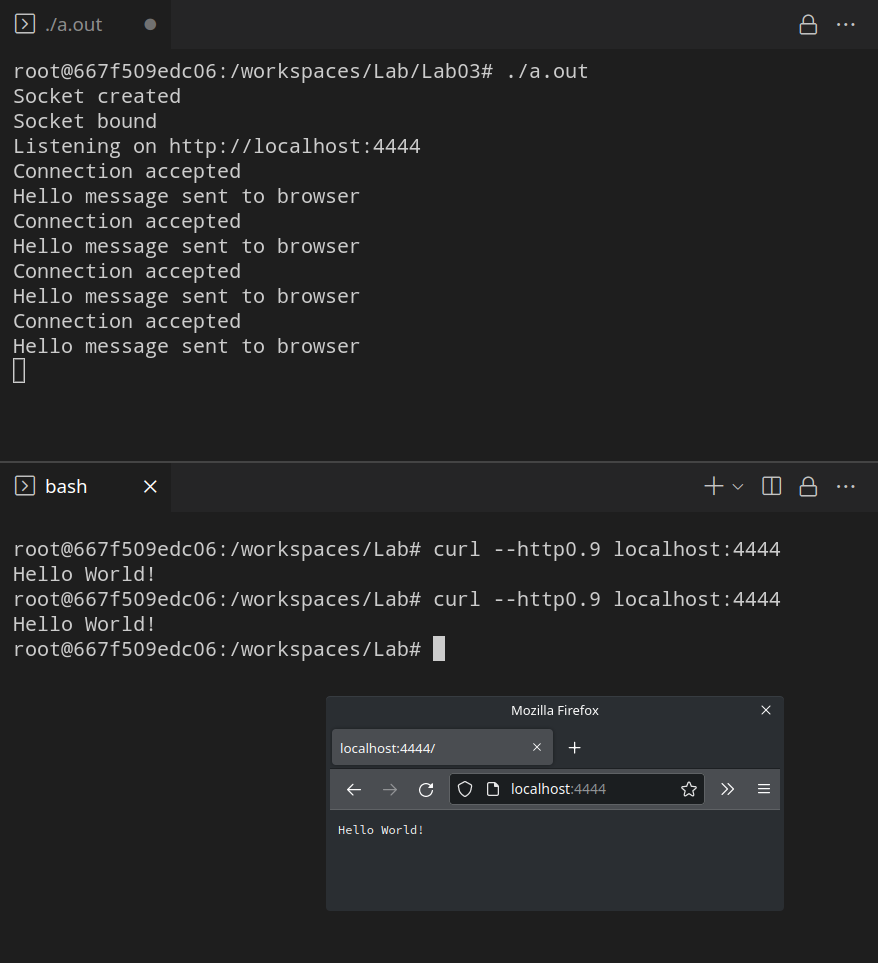 ./a.out
root@667f509edc06:/workspaces/Lab/Lab03# ./a.out
Socket created
Socket bound
Listening on http://localhost:4444
Connection accepted
Hello message sent to browser
Connection accepted
Hello message sent to browser
Connection accepted
Hello message sent to browser
Connection accepted
Hello message sent to browser
bash
root@667f509edc06:/workspaces/Lab# curl --http0.9 localhost:4444
Hello World!
root@667f509edc06:/workspaces/Lab# curl --http0.9 localhost:4444
Hello World!
root@667f509edc06:/workspaces/Lab#
Mozilla Firefox
localhost:4444/
localhost:4444
Hello World!